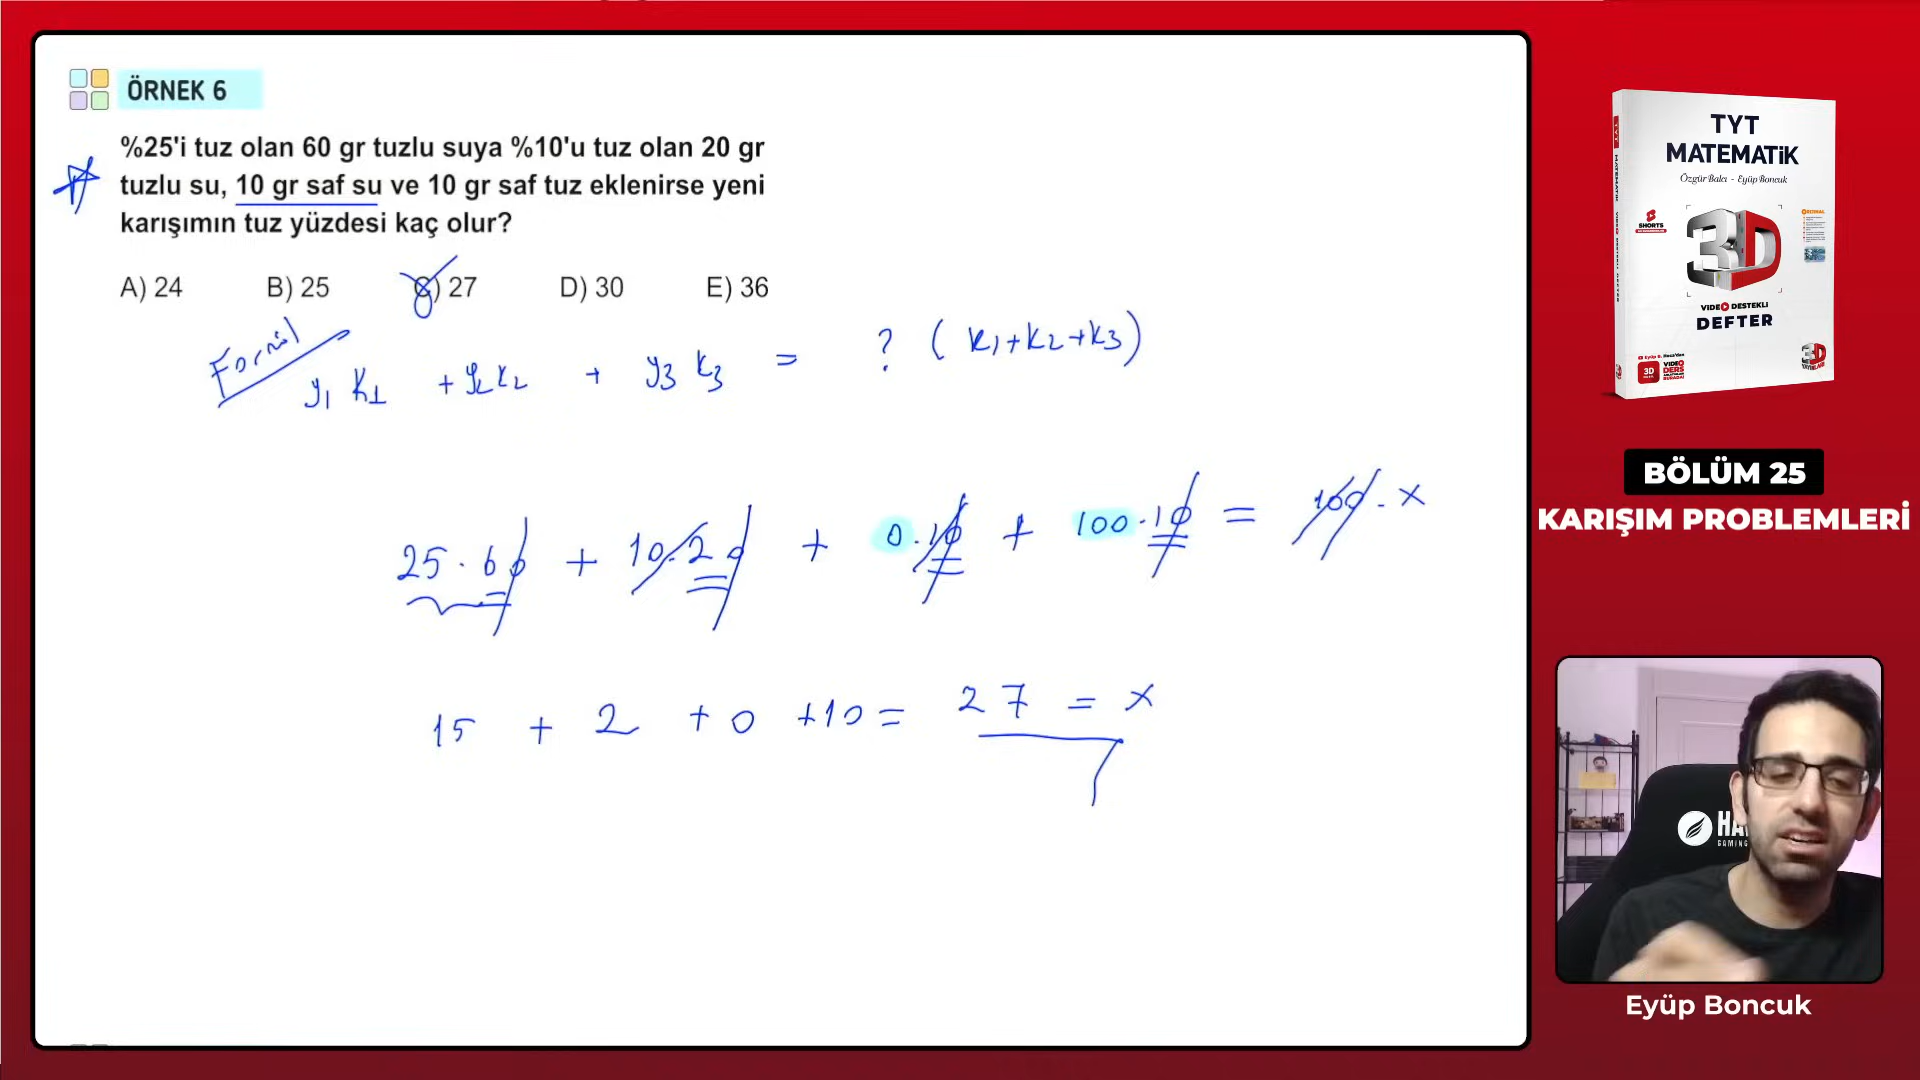 ÖRNEK 6
%25'i tuz olan 60 gr tuzlu suya %10'u tuz olan 20 gr
tuzlu su, 10 gr saf su ve 10 gr saf tuz eklenirse yeni
karışımın tuz yüzdesi kaç olur?
A) 24 B) 25 C) 27 D) 30 E) 36
Formül
y₁ k₁ + y₂ k₂ + y₃ k₃ = ? (k₁+k₂+k₃)
25 . 60 + 10.20 + 0.10 + 100.10 = 100 . x
15 + 2 + 0 +10 = 27 = x
TYT
MATEMATİK
Özgür Balcı - Eyüp Boncuk
SHORTS
3D
VIDEO DESTEKLİ
DEFTER
BÖLÜM 25
KARIŞIM PROBLEMLERİ
HA
GAMING
Eyüp Boncuk